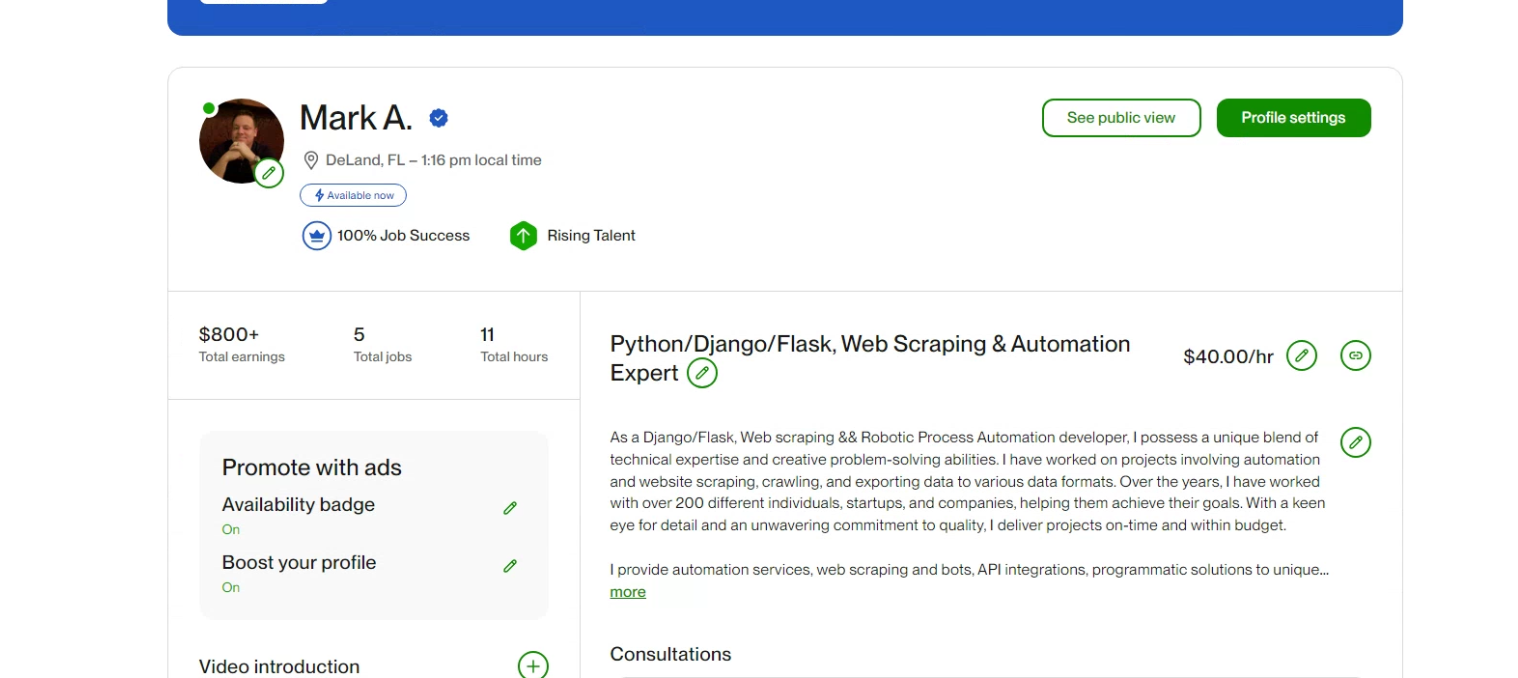 Mark A.
DeLand, FL – 1:16 pm local time
Available now
100% Job Success
Rising Talent
See public view
Profile settings
$800+
Total earnings
5
Total jobs
11
Total hours
Promote with ads
Availability badge
On
Boost your profile
On
Video introduction
Python/Django/Flask, Web Scraping & Automation
Expert
$40.00/hr
As a Django/Flask, Web scraping && Robotic Process Automation developer, I possess a unique blend of
technical expertise and creative problem-solving abilities. I have worked on projects involving automation
and website scraping, crawling, and exporting data to various data formats. Over the years, I have worked
with over 200 different individuals, startups, and companies, helping them achieve their goals. With a keen
eye for detail and an unwavering commitment to quality, I deliver projects on-time and within budget.
I provide automation services, web scraping and bots, API integrations, programmatic solutions to unique...
more
Consultations